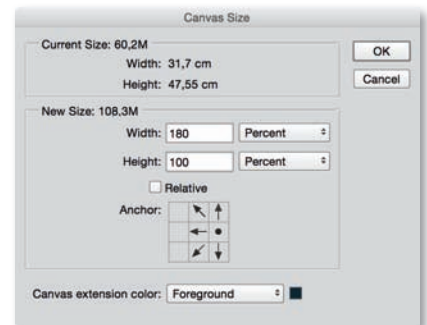 Canvas Size
Current Size: 60,2M
Width: 31,7 cm
Height: 47,55 cm
OK
Cancel
New Size: 108,3M
Width: 180 Percent
Height: 100 Percent
Relative
Anchor:
Canvas extension color: Foreground